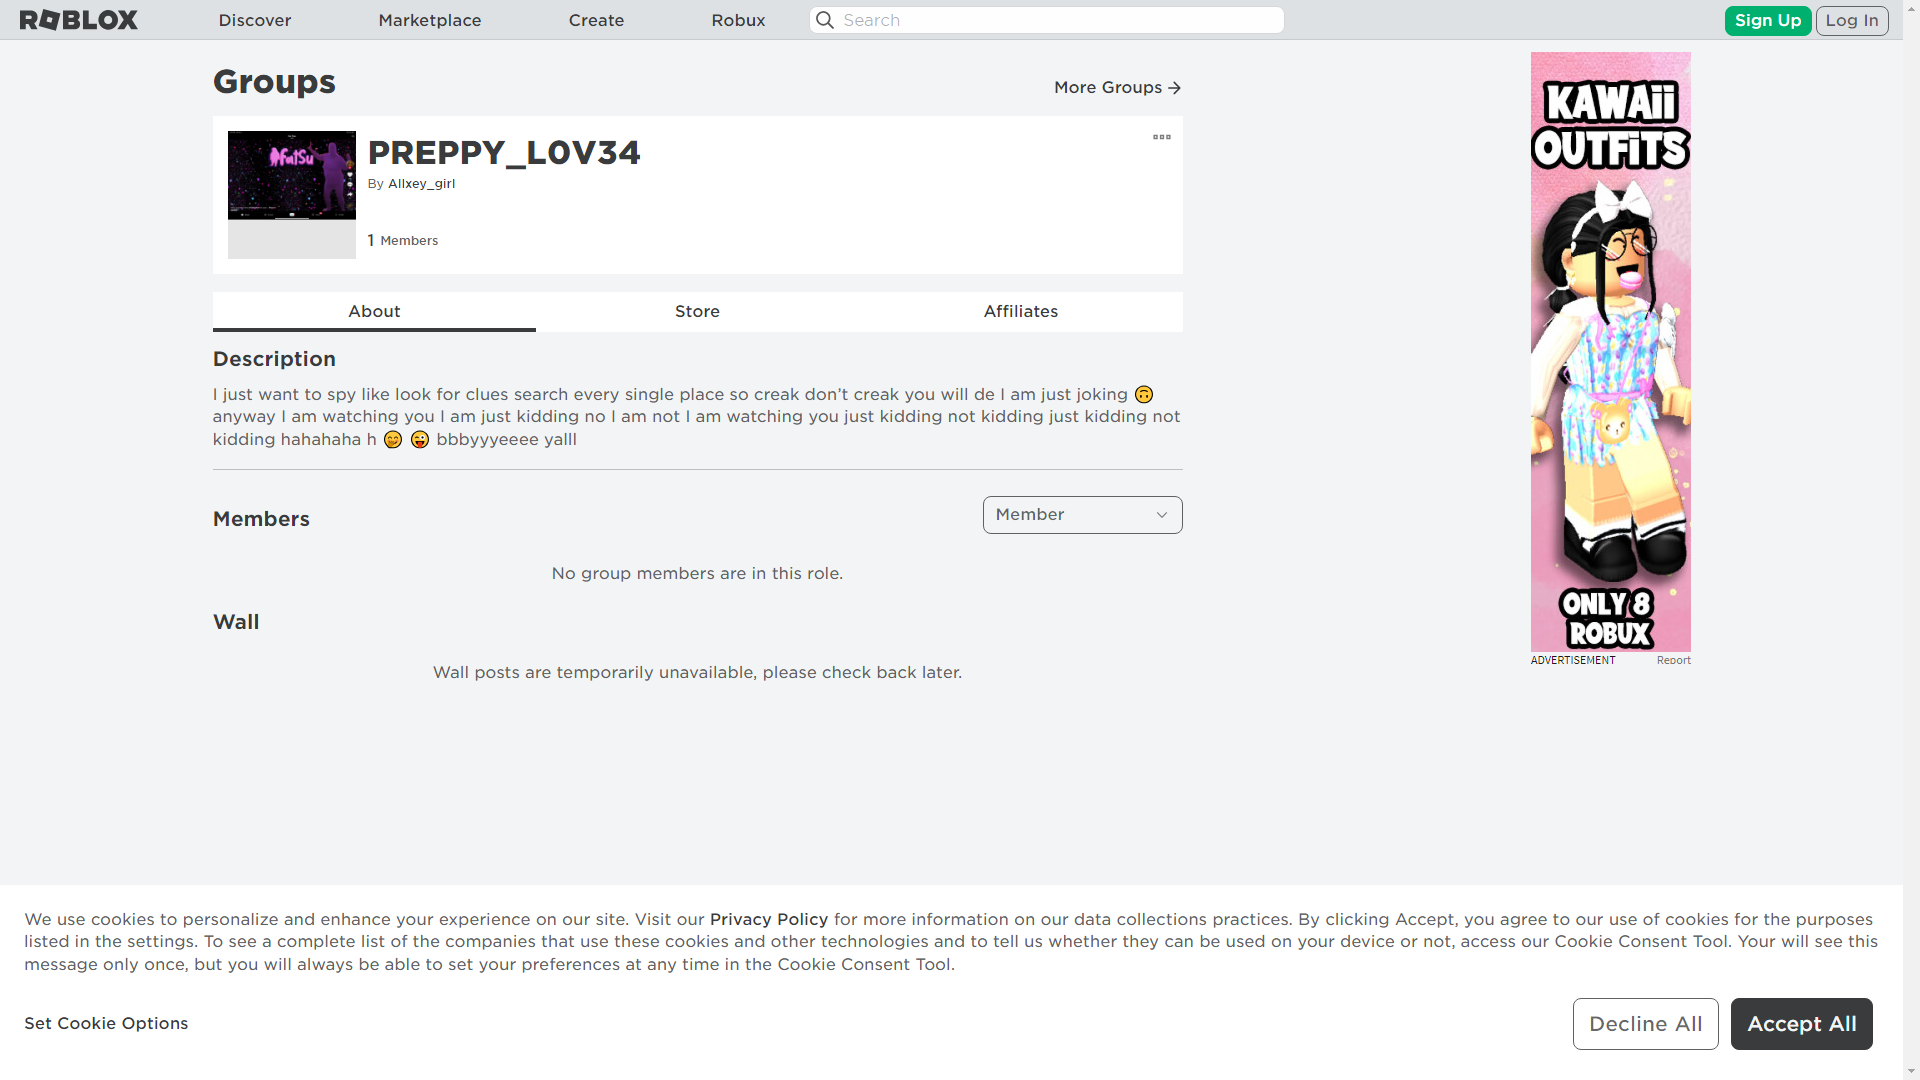 ROBLOX Discover Marketplace Create Robux Search Sign Up Log In
Groups
More Groups →
fatsu
PREPPY_L0V34
By Allxey_girl
1 Members
About Store Affiliates
Description
I just want to spy like look for clues search every single place so creak don’t creak you will de I am just joking 🙃
anyway I am watching you I am just kidding no I am not I am watching you just kidding not kidding just kidding not
kidding hahahaha h 🤭 😜 bbbyyyeeee yalll
Members
Member
No group members are in this role.
Wall
Wall posts are temporarily unavailable, please check back later.
KAWAii
OUTFiTS
ONLY 8
ROBUX
ADVERTISEMENT Report
We use cookies to personalize and enhance your experience on our site. Visit our Privacy Policy for more information on our data collections practices. By clicking Accept, you agree to our use of cookies for the purposes
listed in the settings. To see a complete list of the companies that use these cookies and other technologies and to tell us whether they can be used on your device or not, access our Cookie Consent Tool. Your will see this
message only once, but you will always be able to set your preferences at any time in the Cookie Consent Tool.
Set Cookie Options
Decline All
Accept All